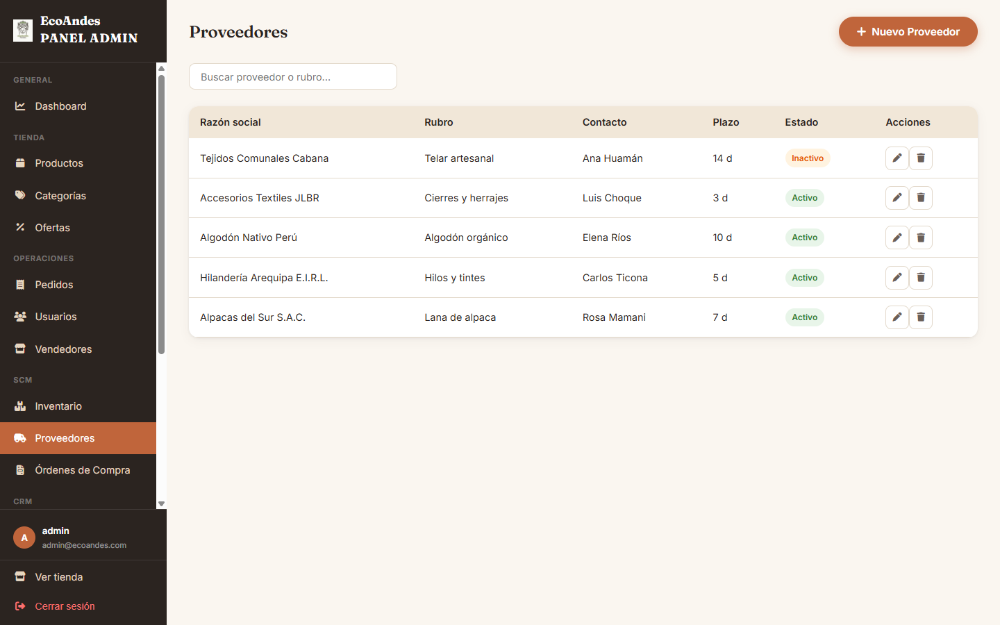 EcoAndes
PANEL ADMIN
GENERAL
Dashboard
TIENDA
Productos
Categorías
Ofertas
OPERACIONES
Pedidos
Usuarios
Vendedores
SCM
Inventario
Proveedores
Órdenes de Compra
CRM
A
admin
admin@ecoandes.com
Ver tienda
Cerrar sesión
Proveedores
+ Nuevo Proveedor
Buscar proveedor o rubro...
Razón social Rubro Contacto Plazo Estado Acciones
Tejidos Comunales Cabana Telar artesanal Ana Huamán 14 d Inactivo
Accesorios Textiles JLBR Cierres y herrajes Luis Choque 3 d Activo
Algodón Nativo Perú Algodón orgánico Elena Ríos 10 d Activo
Hilandería Arequipa E.I.R.L. Hilos y tintes Carlos Ticona 5 d Activo
Alpacas del Sur S.A.C. Lana de alpaca Rosa Mamani 7 d Activo